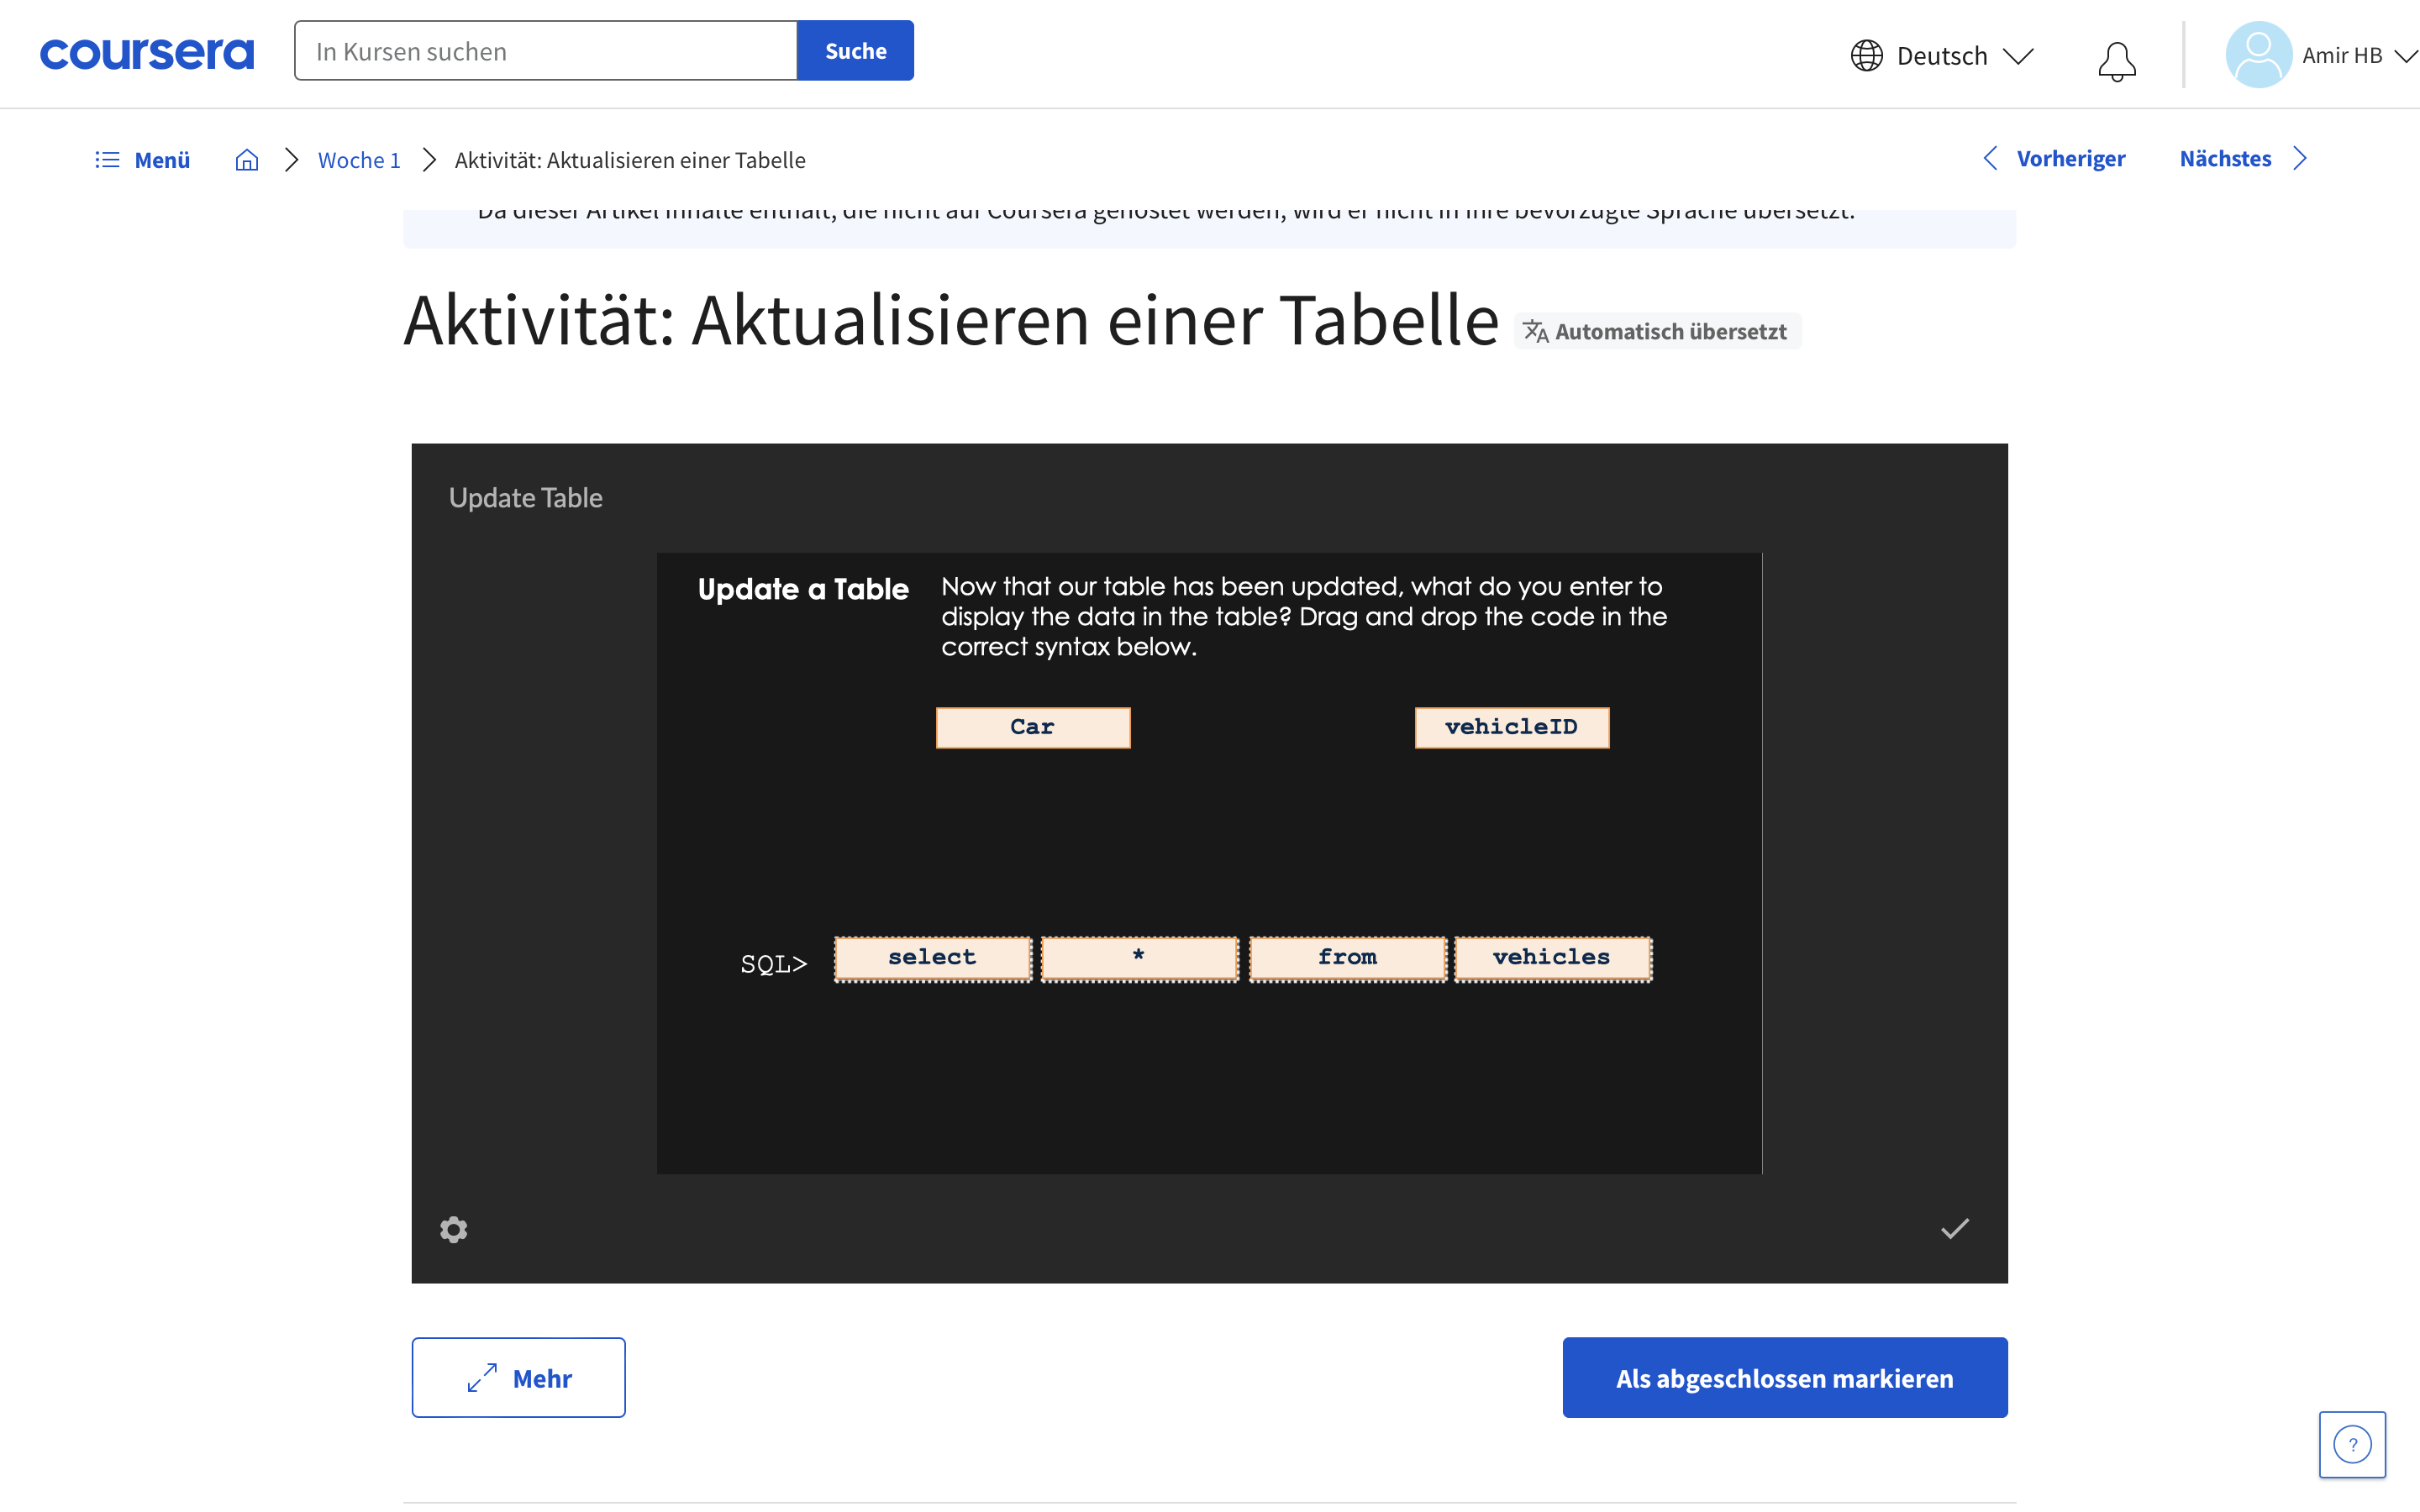 coursera
In Kursen suchen
Suche
Deutsch
Amir HB
Menü
Woche 1
Aktivität: Aktualisieren einer Tabelle
Vorheriger
Nächstes
Da dieser Artikel Inhalte enthält, die nicht auf Coursera gehostet werden, wird er nicht in Ihre bevorzugte Sprache übersetzt.
Aktivität: Aktualisieren einer Tabelle
Automatisch übersetzt
Update Table
Update a Table
Now that our table has been updated, what do you enter to
display the data in the table? Drag and drop the code in the
correct syntax below.
Car
vehicleID
SQL>
select
*
from
vehicles
Mehr
Als abgeschlossen markieren
?